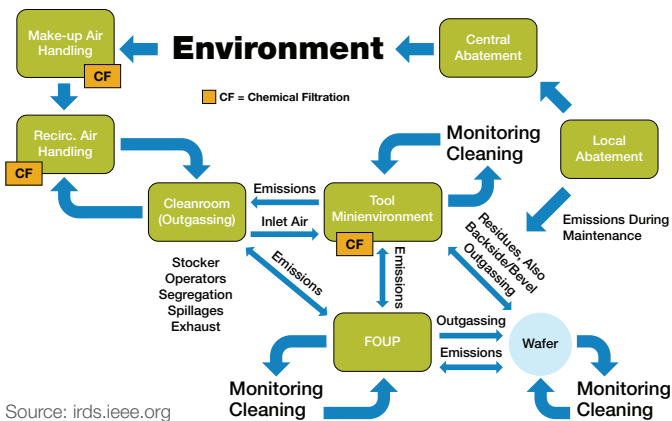 Make-up Air
Handling
CF
Environment
Central
Abatement
CF = Chemical Filtration
Recirc. Air
Handling
CF
Monitoring
Cleaning
Local
Abatement
Cleanroom
(Outgassing)
Emissions
Inlet Air
Tool
Minienvironment
CF
Emissions During
Maintenance
Residues, Also
Backside/Bevel
Outgassing
Stocker
Operators
Segregation
Spillages
Exhaust
Emissions
Emissions
FOUP
Outgassing
Emissions
Wafer
Monitoring
Cleaning
Monitoring
Cleaning
Source: irds.ieee.org